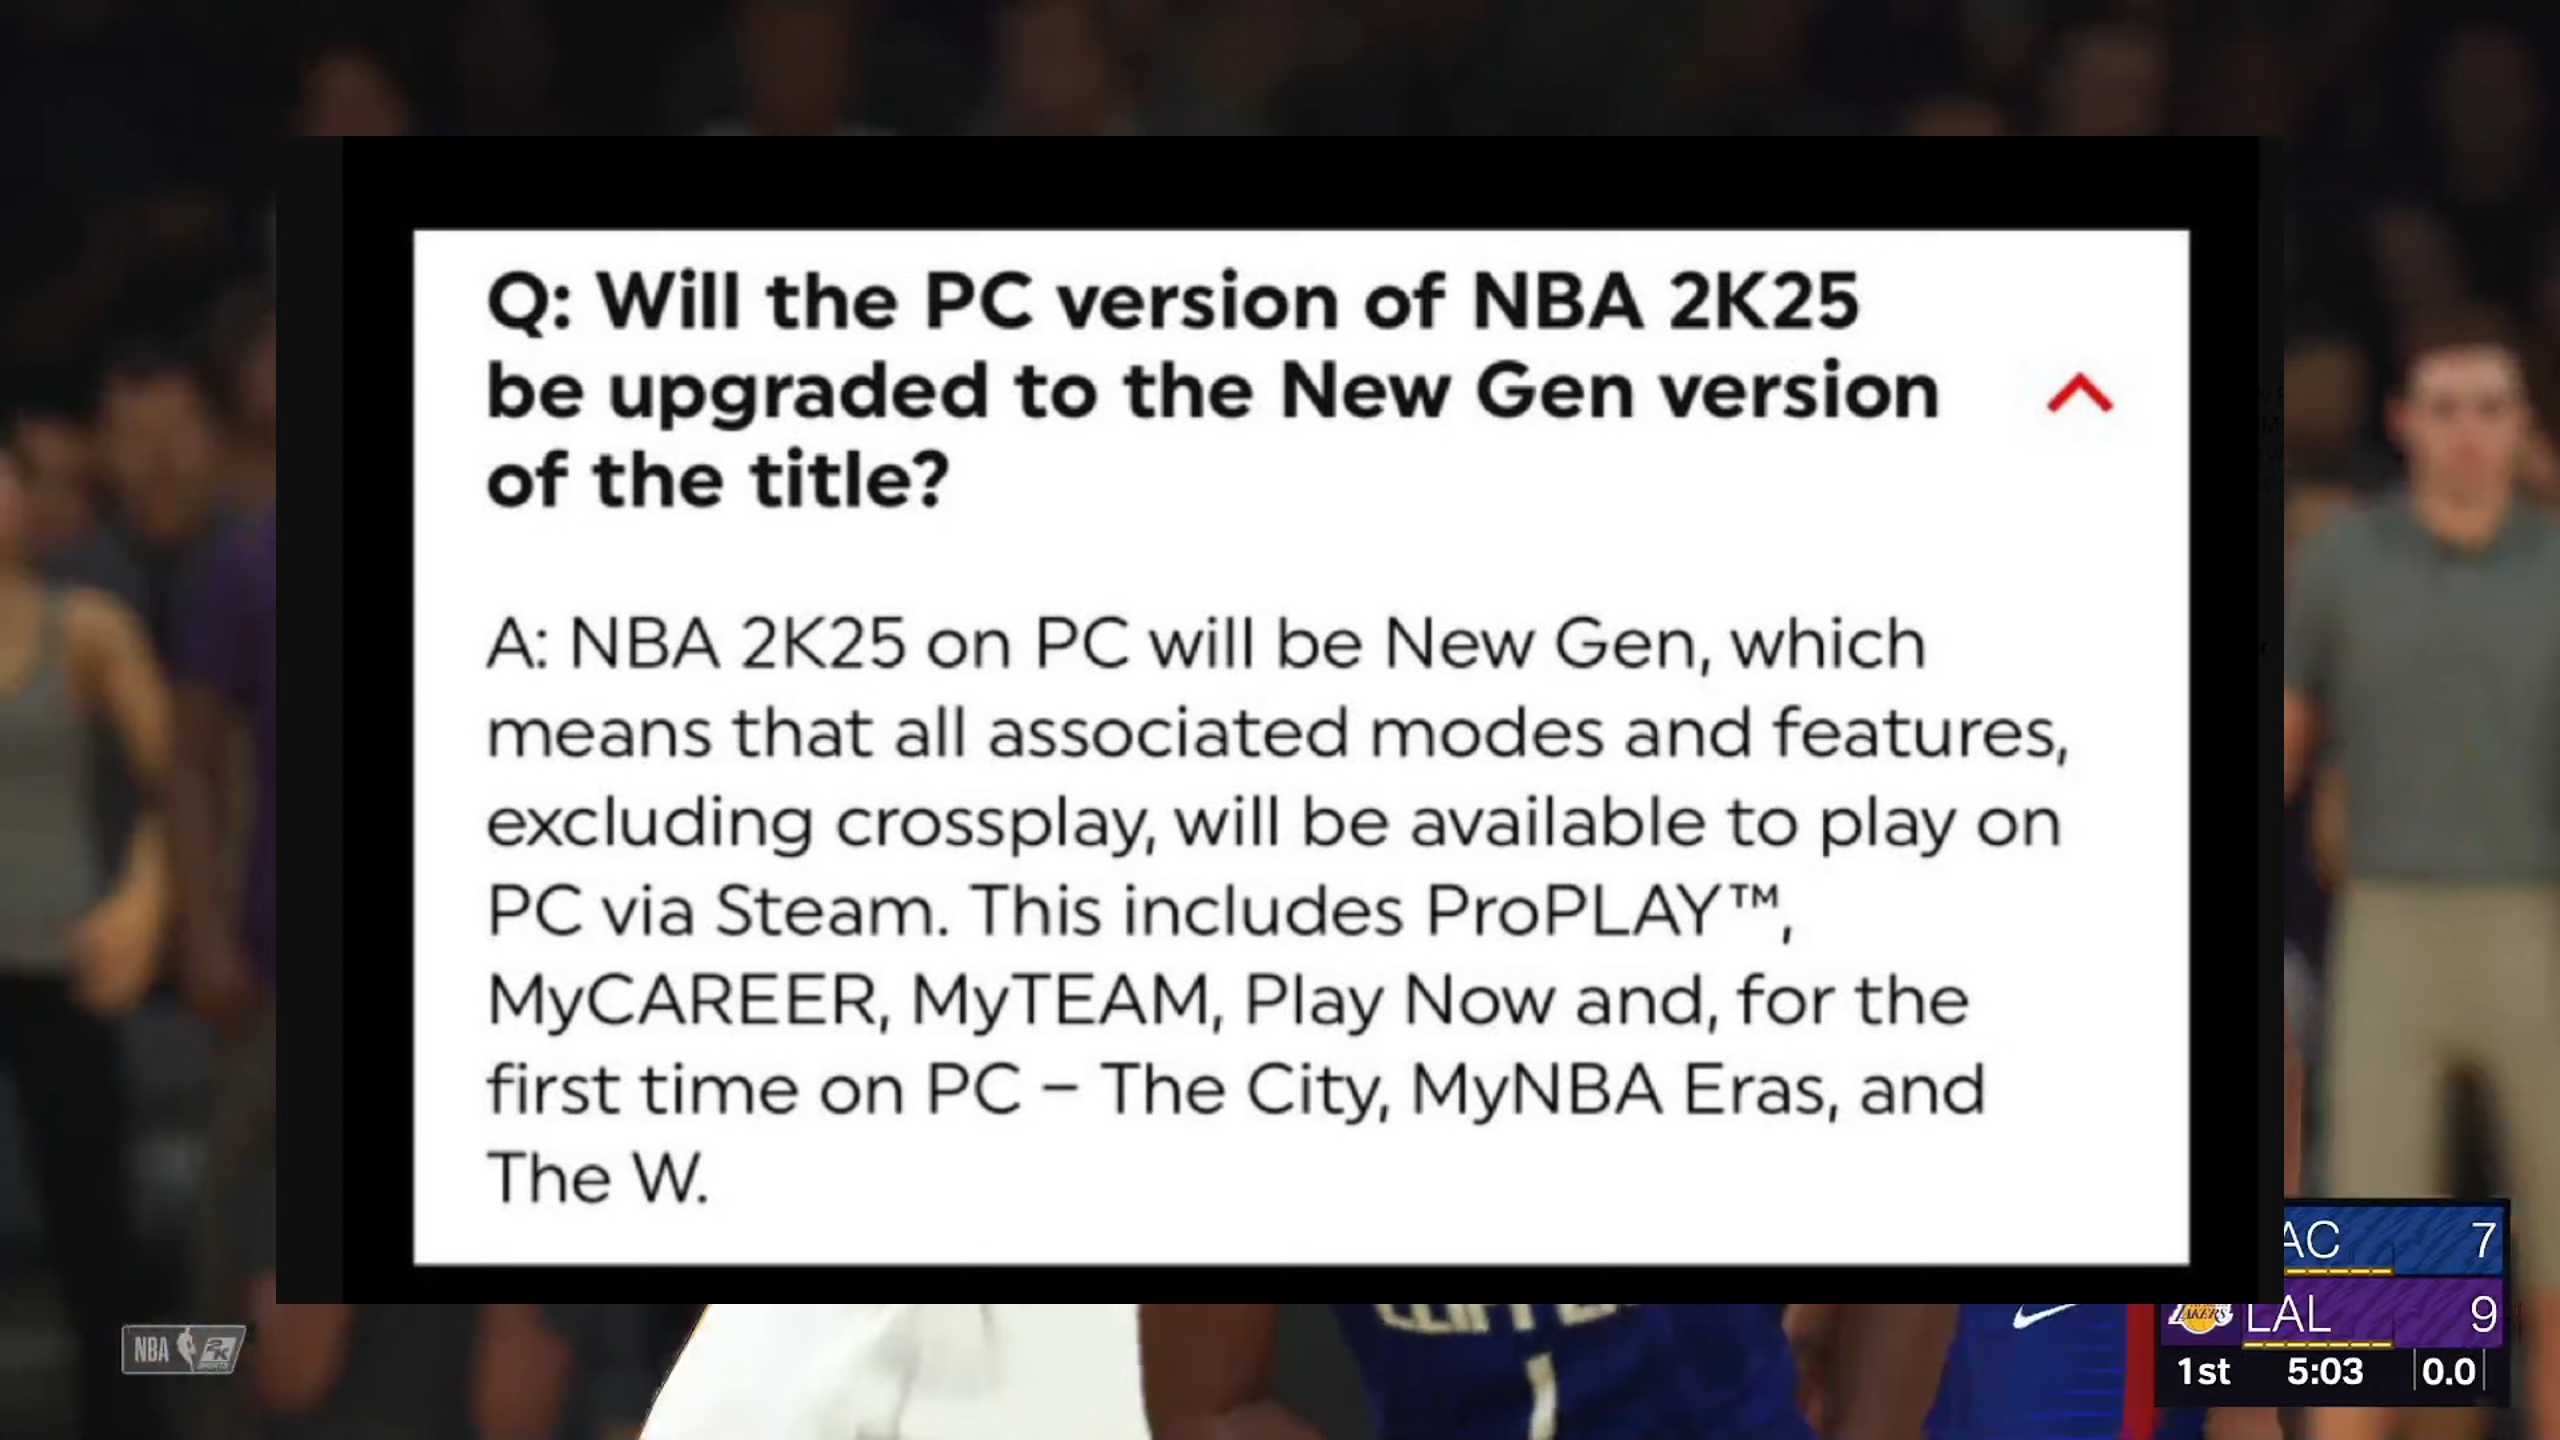 Q: Will the PC version of NBA 2K25
be upgraded to the New Gen version
of the title?
A: NBA 2K25 on PC will be New Gen, which
means that all associated modes and features,
excluding crossplay, will be available to play on
PC via Steam. This includes ProPLAY™,
MyCAREER, MyTEAM, Play Now and, for the
first time on PC – The City, MyNBA Eras, and
The W.
AC 7
LAKERS LAL 9
1st 5:03 0.0
NBA 2K
1